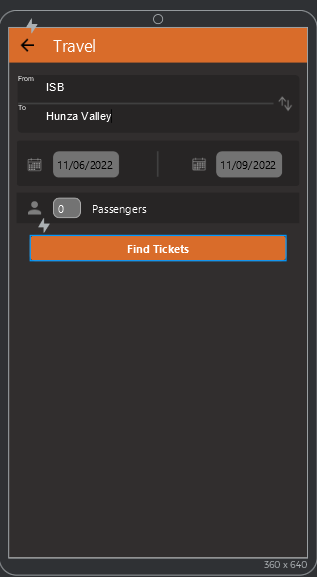 Travel
From
ISB
To
Hunza Valley
11/06/2022 11/09/2022
0 Passengers
Find Tickets
360 x 640